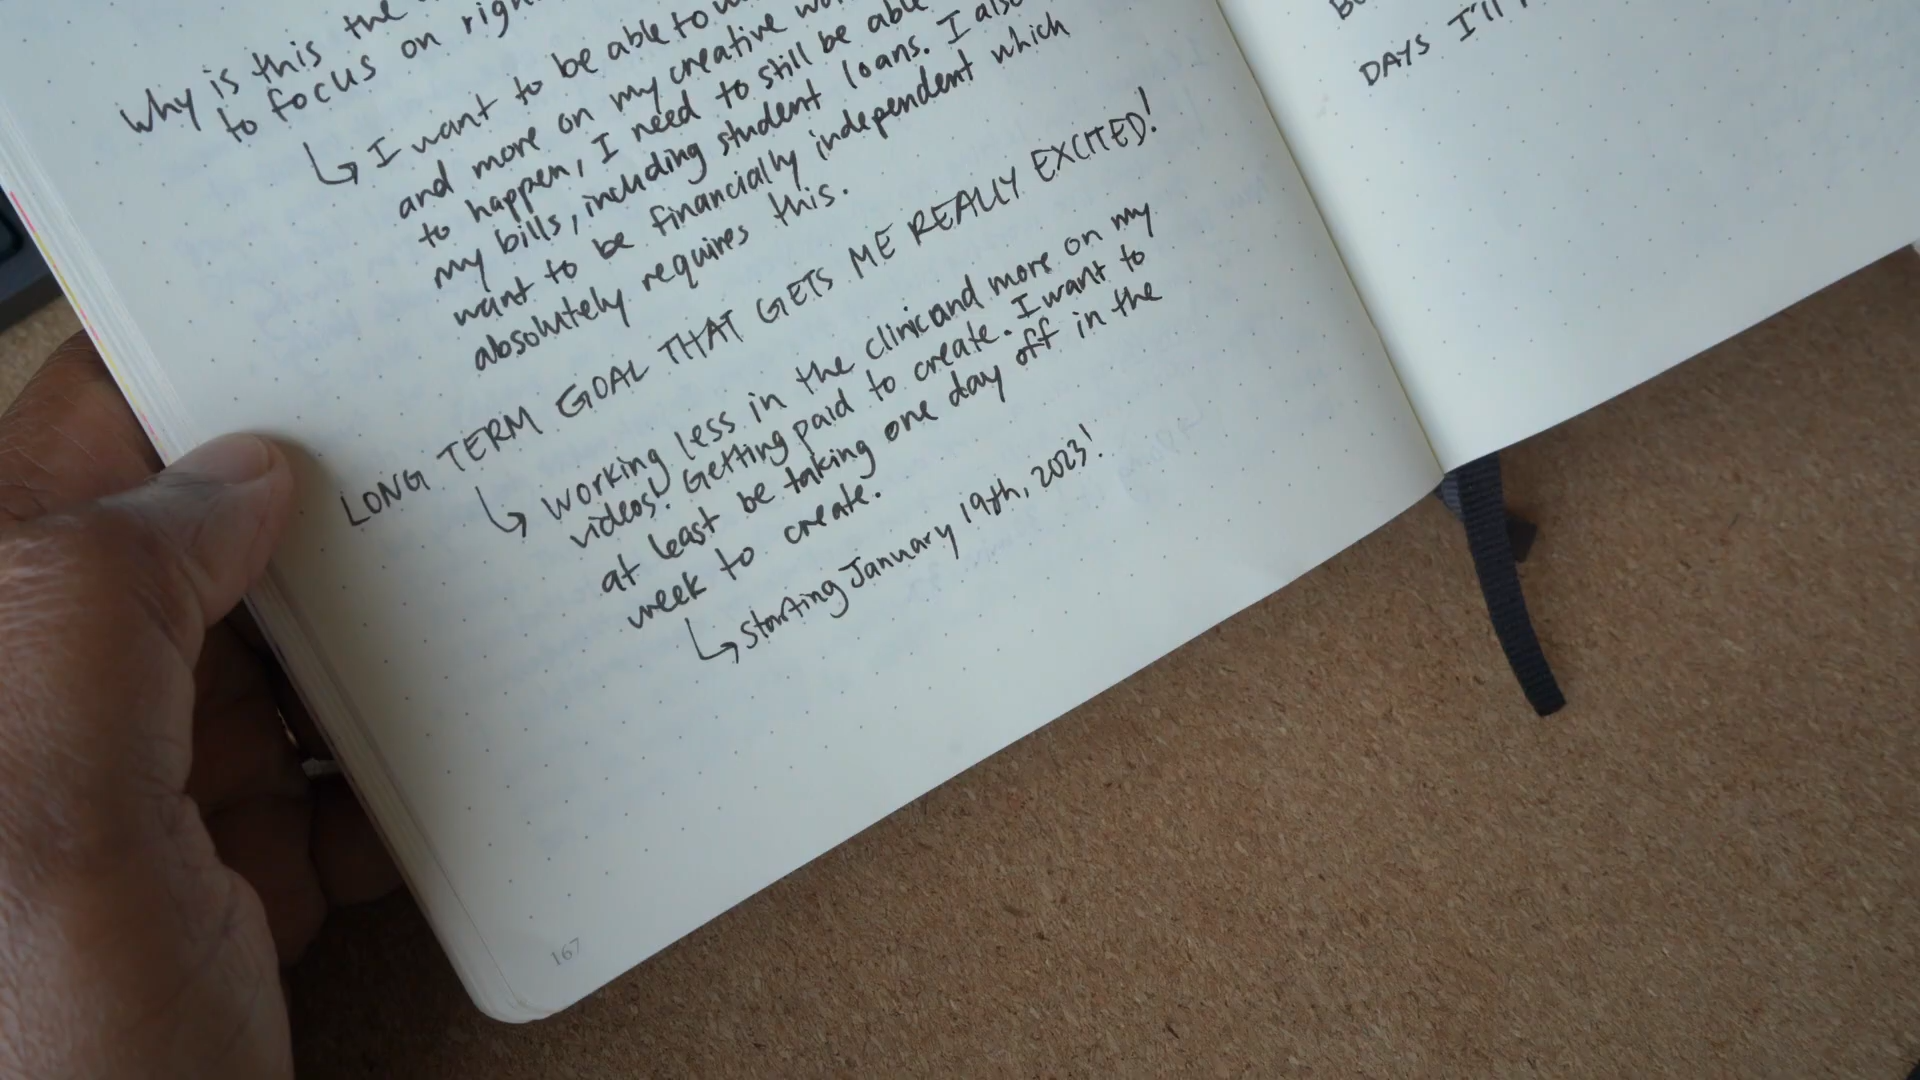 Why is this the
to focus on
↳ I want to be able to
and more on my creative
to happen, I need to still be able
my bills, including student loans. I also
want to be financially independent which
absolutely requires this.
LONG TERM GOAL THAT GETS ME REALLY EXCITED!
↳ Working less in the clinic and more on my
videos! Getting paid to create. I want to
at least be taking one day off in the
week to create.
↳ Starting January 19th, 2023!
167
DAYS I'LL